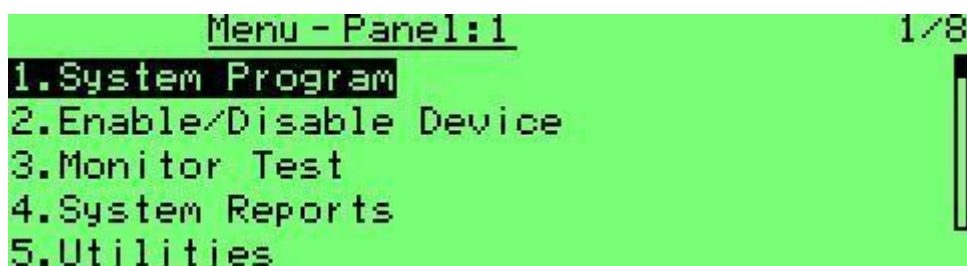 Menu - Panel:1 1/8
1.System Program
2.Enable/Disable Device
3.Monitor Test
4.System Reports
5.Utilities